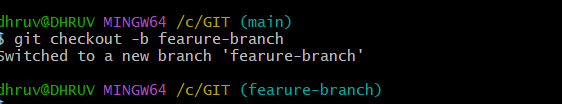 dhruv@DHRUV MINGW64 /c/GIT (main)
$ git checkout -b fearure-branch
Switched to a new branch 'fearure-branch'
dhruv@DHRUV MINGW64 /c/GIT (fearure-branch)